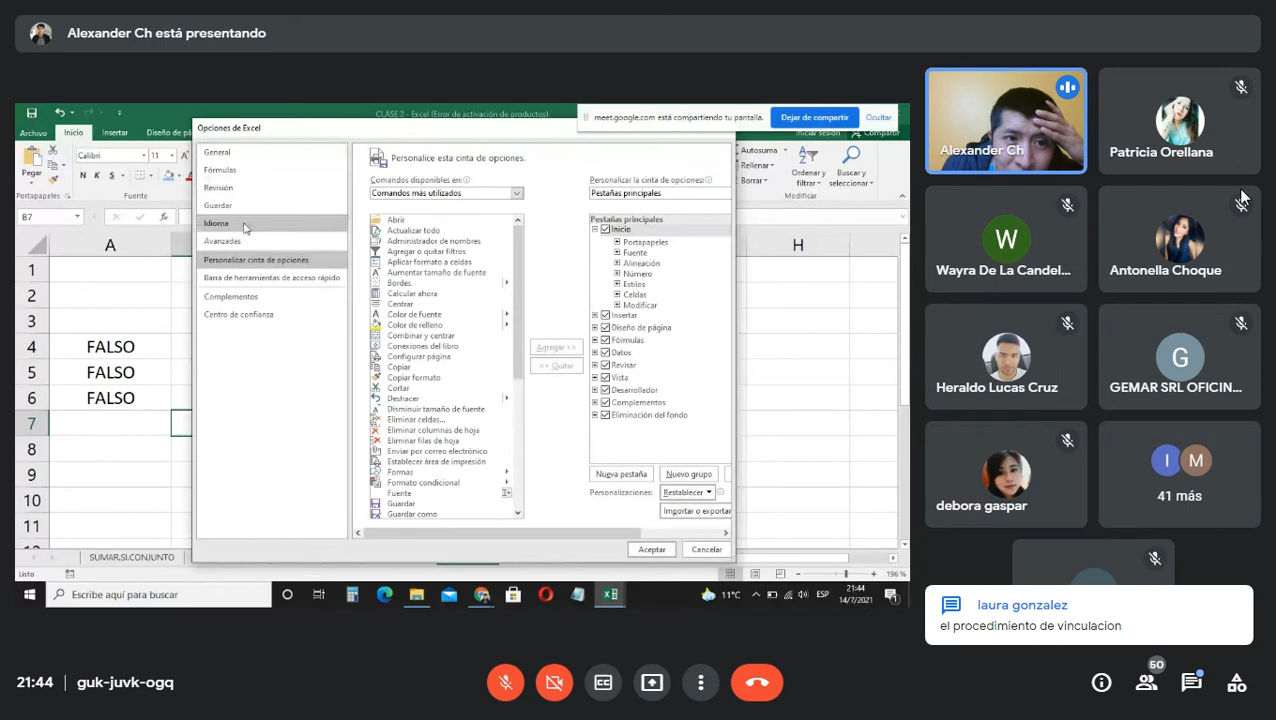 Alexander Ch está presentando
CLASE 2 - Excel (Error de activación de productos)
meet.google.com está compartiendo tu pantalla.
Dejar de compartir
Ocultar
Archivo
Inicio
Insertar
Diseño de pá
Iniciar sesión
Compartir
Pegar
Calibri
11
N K S
Portapapeles
Fuente
Autosuma
Rellenar
Borrar
Ordenar y filtrar
Buscar y seleccionar
Modificar
B7
A
H
1
2
3
4 FALSO
5 FALSO
6 FALSO
7
8
9
10
11
Opciones de Excel
General
Fórmulas
Revisión
Guardar
Idioma
Avanzadas
Personalizar cinta de opciones
Barra de herramientas de acceso rápido
Complementos
Centro de confianza
Personalice esta cinta de opciones.
Comandos disponibles en:
Comandos más utilizados
Abrir
Actualizar todo
Administrador de nombres
Agregar o quitar filtros
Aplicar formato a celdas
Aumentar tamaño de fuente
Bordes
Calcular ahora
Centrar
Color de fuente
Color de relleno
Combinar y centrar
Conexiones del libro
Configurar página
Copiar
Copiar formato
Cortar
Deshacer
Disminuir tamaño de fuente
Eliminar celdas...
Eliminar columnas de hoja
Eliminar filas de hoja
Enviar por correo electrónico
Establecer área de impresión
Formas
Formato condicional
Fuente
Guardar
Guardar como
Agregar >>
<< Quitar
Personalizar la cinta de opciones:
Pestañas principales
Pestañas principales
Inicio
Portapapeles
Fuente
Alineación
Número
Estilos
Celdas
Modificar
Insertar
Diseño de página
Fórmulas
Datos
Revisar
Vista
Desarrollador
Complementos
Eliminación del fondo
Nueva pestaña
Nuevo grupo
Personalizaciones:
Restablecer
Importar o exportar
Aceptar
Cancelar
SUMAR.SI.CONJUNTO
Listo
196 %
Escribe aquí para buscar
11°C
ESP
21:44
14/7/2021
Alexander Ch
Patricia Orellana
W
Wayra De La Candel...
Antonella Choque
Heraldo Lucas Cruz
G
GEMAR SRL OFICIN...
debora gaspar
I M
41 más
laura gonzalez
el procedimiento de vinculacion
21:44
guk-juvk-ogq
50